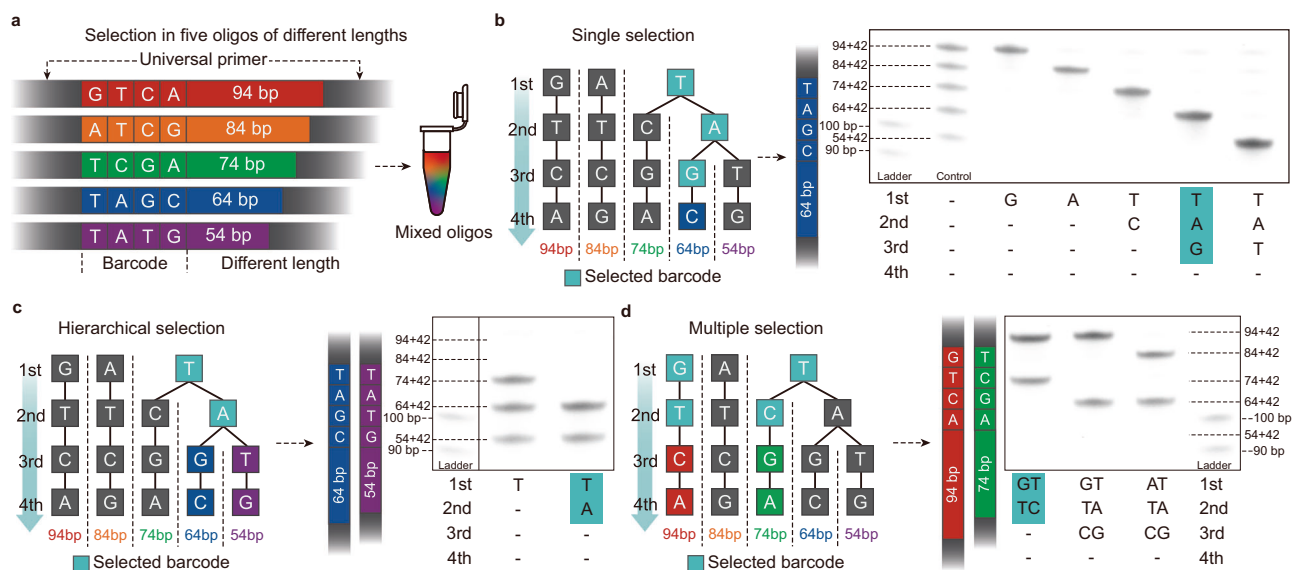 a
Selection in five oligos of different lengths
Universal primer
G T C A 94 bp
A T C G 84 bp
T C G A 74 bp
T A G C 64 bp
T A T G 54 bp
Barcode Different length
Mixed oligos
b
Single selection
1st G A T
2nd T T C A
3rd C C G G T
4th A G A C G
94bp 84bp 74bp 64bp 54bp
Selected barcode
T A G C 64 bp
94+42
84+42
74+42
64+42
100 bp
54+42
90 bp
Ladder Control
1st - G A T T T
2nd - - - C A A
3rd - - - - G T
4th - - - - - -
c
Hierarchical selection
1st G A T
2nd T T C A
3rd C C G G T
4th A G A C G
94bp 84bp 74bp 64bp 54bp
Selected barcode
T A G C 64 bp
T A T G 54 bp
94+42
84+42
74+42
64+42
100 bp
54+42
90 bp
Ladder
1st T T
2nd - A
3rd - -
4th - -
d
Multiple selection
1st G A T
2nd T T C A
3rd C C G G T
4th A G A C G
94bp 84bp 74bp 64bp 54bp
Selected barcode
G T C A 94 bp
T C G A 74 bp
94+42
84+42
74+42
64+42
-100 bp
54+42
-90 bp
Ladder
GT GT AT 1st
TC TA TA 2nd
- CG CG 3rd
- - - 4th